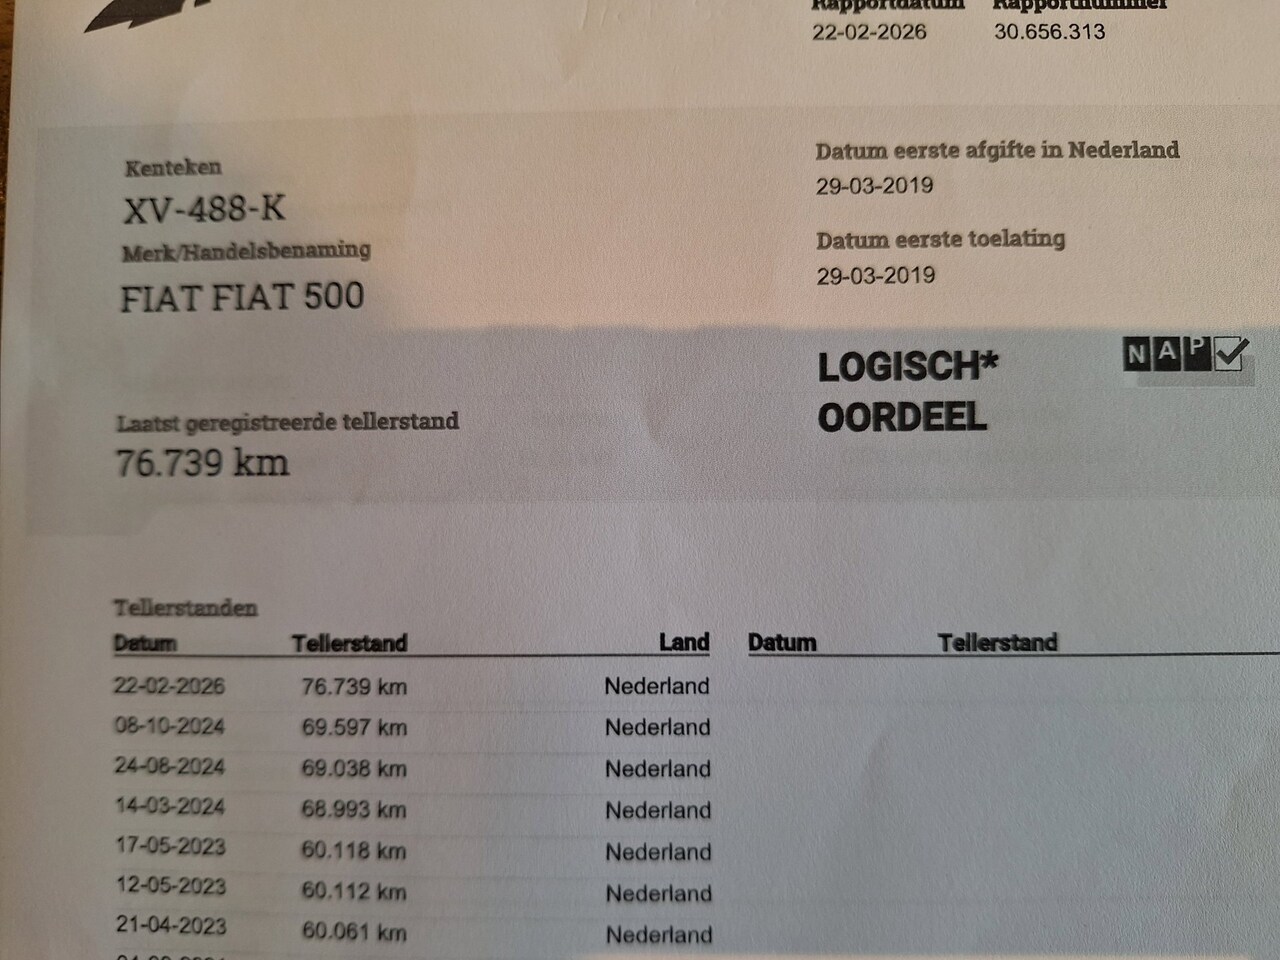 Rapportdatum Rapportnummer
22-02-2026 30.656.313
Kenteken
XV-488-K
Merk/Handelsbenaming
FIAT FIAT 500
Datum eerste afgifte in Nederland
29-03-2019
Datum eerste toelating
29-03-2019
Laatst geregistreerde tellerstand
76.739 km
LOGISCH*
OORDEEL
NAP
Tellerstanden
Datum Tellerstand Land Datum Tellerstand
22-02-2026 76.739 km Nederland
08-10-2024 69.597 km Nederland
24-08-2024 69.038 km Nederland
14-03-2024 68.993 km Nederland
17-05-2023 60.118 km Nederland
12-05-2023 60.112 km Nederland
21-04-2023 60.061 km Nederland